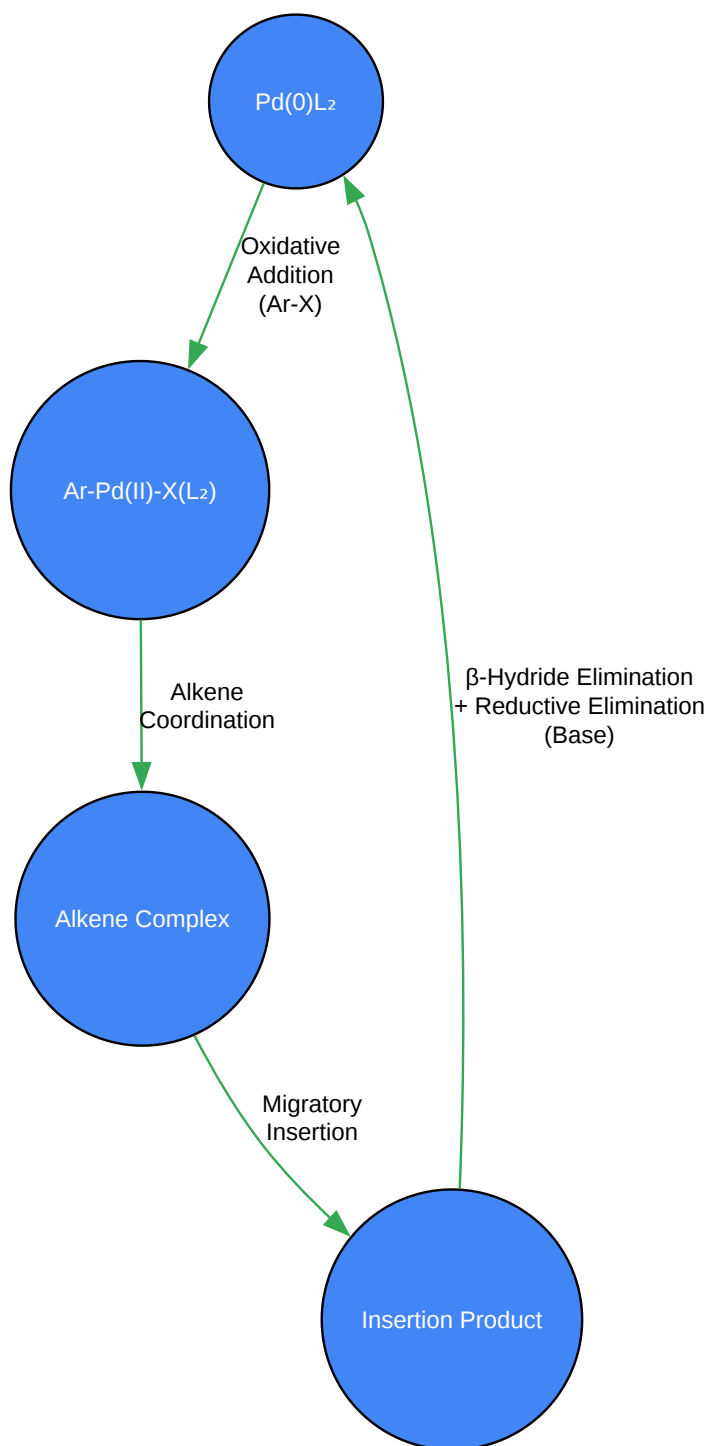 Pd(0)L₂
Oxidative
Addition
(Ar-X)
Ar-Pd(II)-X(L₂)
Alkene
Coordination
β-Hydride Elimination
+ Reductive Elimination
(Base)
Alkene Complex
Migratory
Insertion
Insertion Product